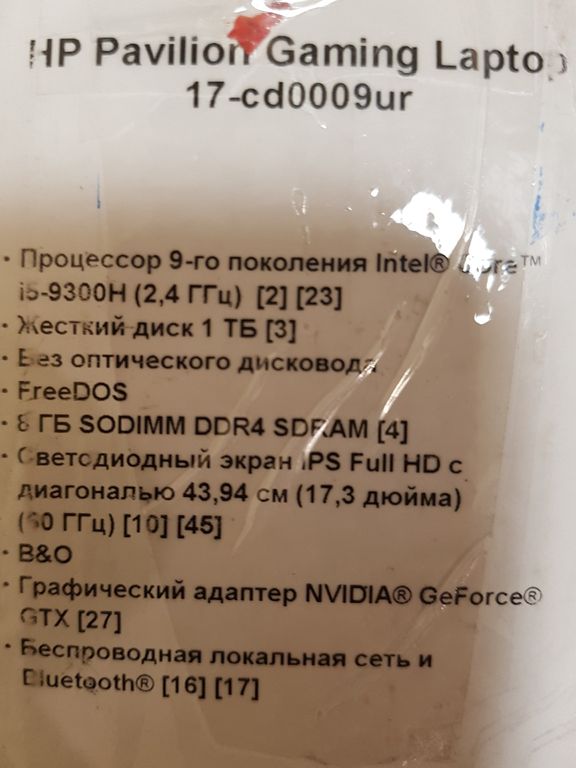 HP Pavilion Gaming Laptop
17-cd0009ur
· Процессор 9-го поколения Intel® Core™
i5-9300H (2,4 ГГц) [2] [23]
· Жесткий диск 1 ТБ [3]
· Без оптического дисковода
· FreeDOS
· 8 ГБ SODIMM DDR4 SDRAM [4]
· Светодиодный экран IPS Full HD с
диагональю 43,94 см (17,3 дюйма)
(60 ГГц) [10] [45]
· B&O
· Графический адаптер NVIDIA® GeForce®
GTX [27]
· Беспроводная локальная сеть и
Bluetooth® [16] [17]